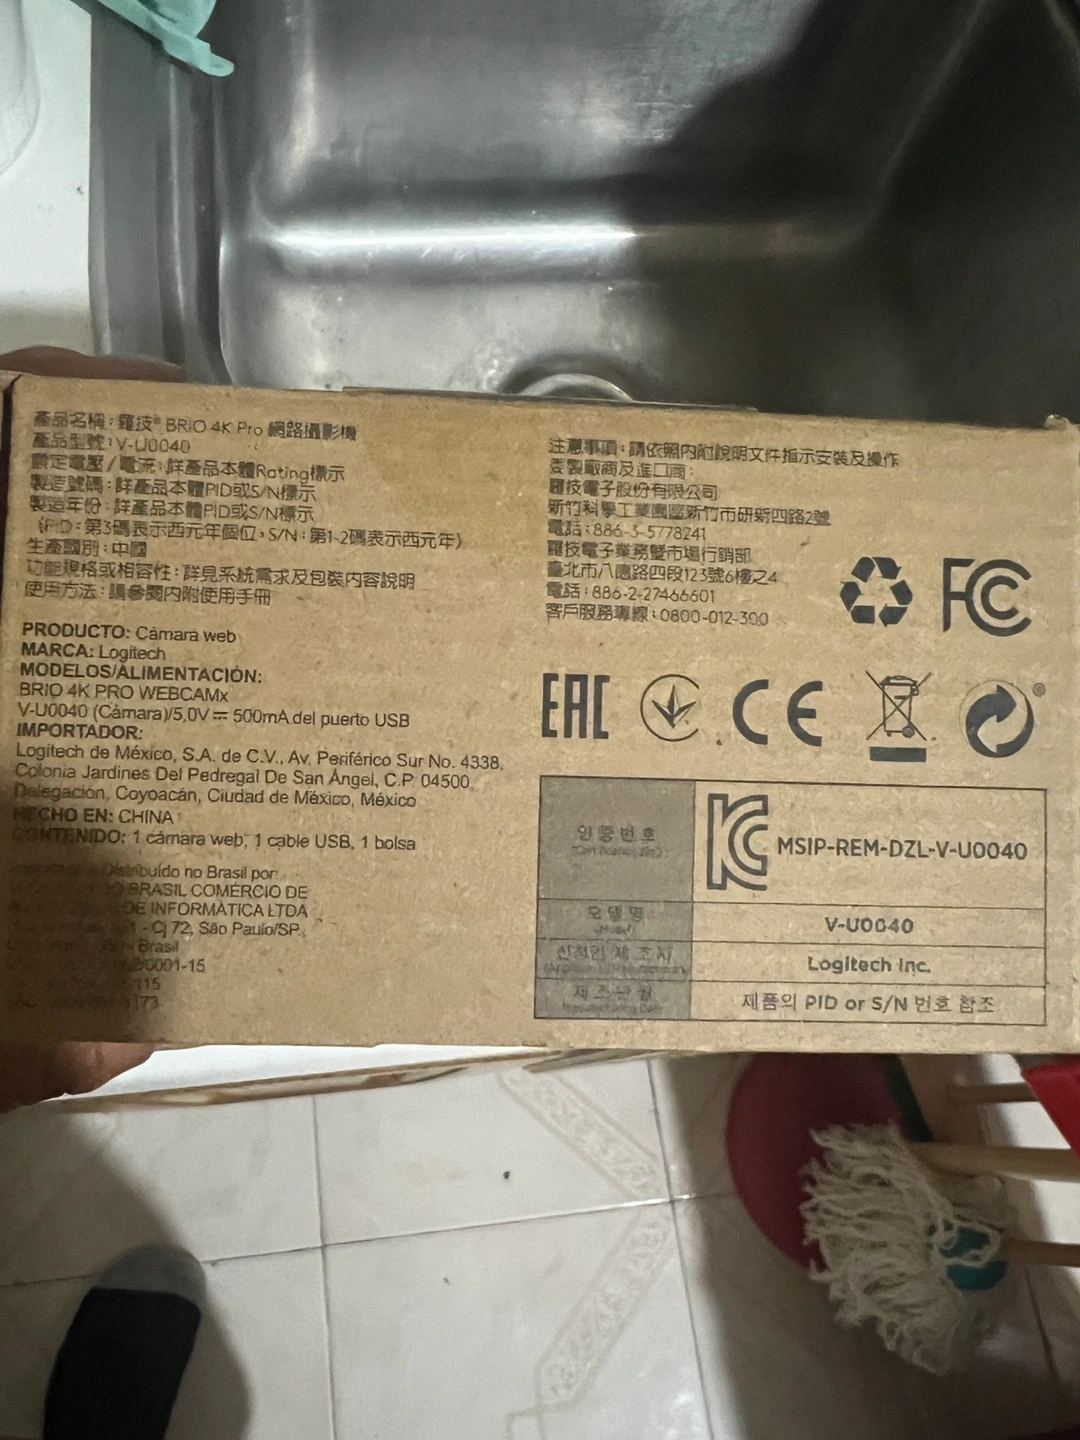 產品名稱：羅技® BRIO 4K Pro 網路攝影機
產品型號：V-U0040
額定電壓／電流：詳產品本體Rating標示
製造號碼：詳產品本體PID或S/N標示
製造年份：詳產品本體PID或S/N標示
(PID：第3碼表示西元年個位，S/N：第1-2碼表示西元年)
生產國別：中國
功能規格或相容性：詳見系統需求及包裝內容說明
使用方法：請參閱內附使用手冊
PRODUCTO: Cámara web
MARCA: Logitech
MODELOS/ALIMENTACIÓN:
BRIO 4K PRO WEBCAMx
V-U0040 (Cámara)/5,0V⎓ 500mA del puerto USB
IMPORTADOR:
Logitech de México, S.A. de C.V., Av. Periférico Sur No. 4338,
Colonia Jardines Del Pedregal De San Ángel, C.P. 04500,
Delegación, Coyoacán, Ciudad de México, México
HECHO EN: CHINA
CONTENIDO: 1 cámara web, 1 cable USB, 1 bolsa
Distribuído no Brasil por
BRASIL COMÉRCIO DE
DE INFORMÁTICA LTDA
- Cj 72, São Paulo/SP,
Brasil
0001-15
115
173
注意事項：請依照內附說明文件指示安裝及操作
委製廠商及進口商：
羅技電子股份有限公司
新竹科學工業園區新竹市研新四路2號
電話：886-3-5778241
羅技電子業務暨市場行銷部
臺北市八德路四段123號6樓之4
電話：886-2-27466601
客戶服務專線：0800-012-300
FC
EAC
CE
인증번호
MSIP-REM-DZL-V-U0040
모델명
V-U0040
신청인 제조자
Logitech Inc.
제조년월
제품의 PID or S/N 번호 참조